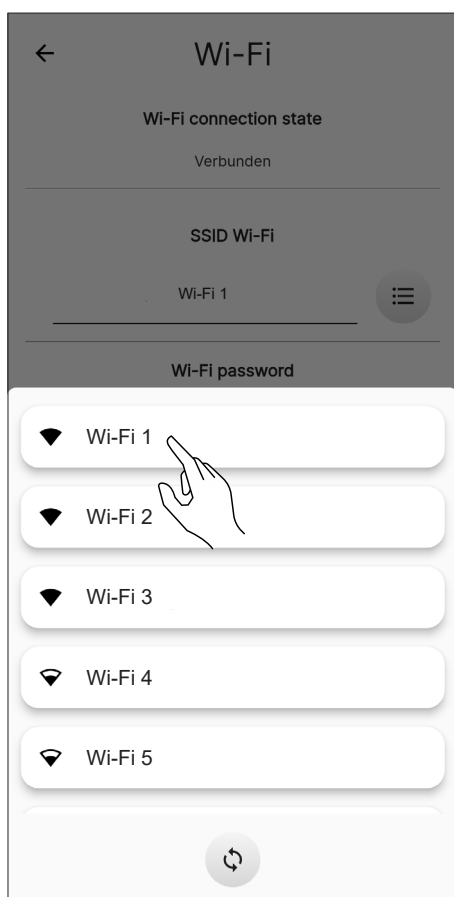 Wi-Fi
Wi-Fi connection state
Verbunden
SSID Wi-Fi
Wi-Fi 1
Wi-Fi password
Wi-Fi 1
Wi-Fi 2
Wi-Fi 3
Wi-Fi 4
Wi-Fi 5